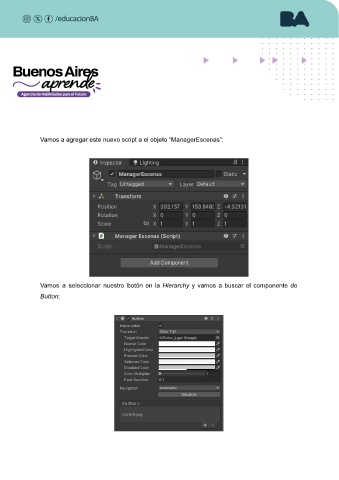 /educacionBA
BA
Buenos Aires
aprende
Agencia de Habilidades para el Futuro
Vamos a agregar este nuevo script a el objeto "ManagerEscenas":
Inspector Lighting
ManagerEscenas Static
Tag Untagged Layer Default
Transform
Position X 302.157 Y 153.8483 Z -4.32131
Rotation X 0 Y 0 Z 0
Scale X 1 Y 1 Z 1
Manager Escenas (Script)
Script ManagerEscenas
Add Component
Vamos a seleccionar nuestro botón en la Hierarchy y vamos a buscar el componente de
Button:
Button
Interactable
Transition Color Tint
Target Graphic
Normal Color
Highlighted Color
Pressed Color
Selected Color
Disabled Color
Color Multiplier 1
Fade Duration 0.1
Navigation Automatic
Visualize
On Click ()
List is Empty